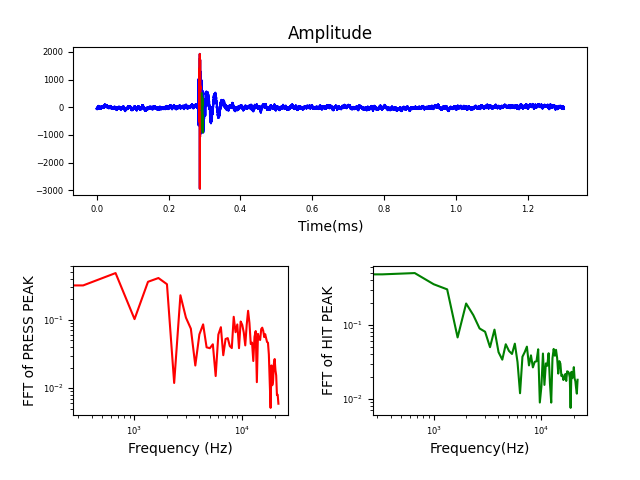 Amplitude
2000
1000
0
−1000
−2000
−3000
0.0 0.2 0.4 0.6 0.8 1.0 1.2
Time(ms)
FFT of PRESS PEAK
10⁻¹
10⁻²
10³ 10⁴
Frequency (Hz)
FFT of HIT PEAK
10⁻¹
10⁻²
10³ 10⁴
Frequency(Hz)